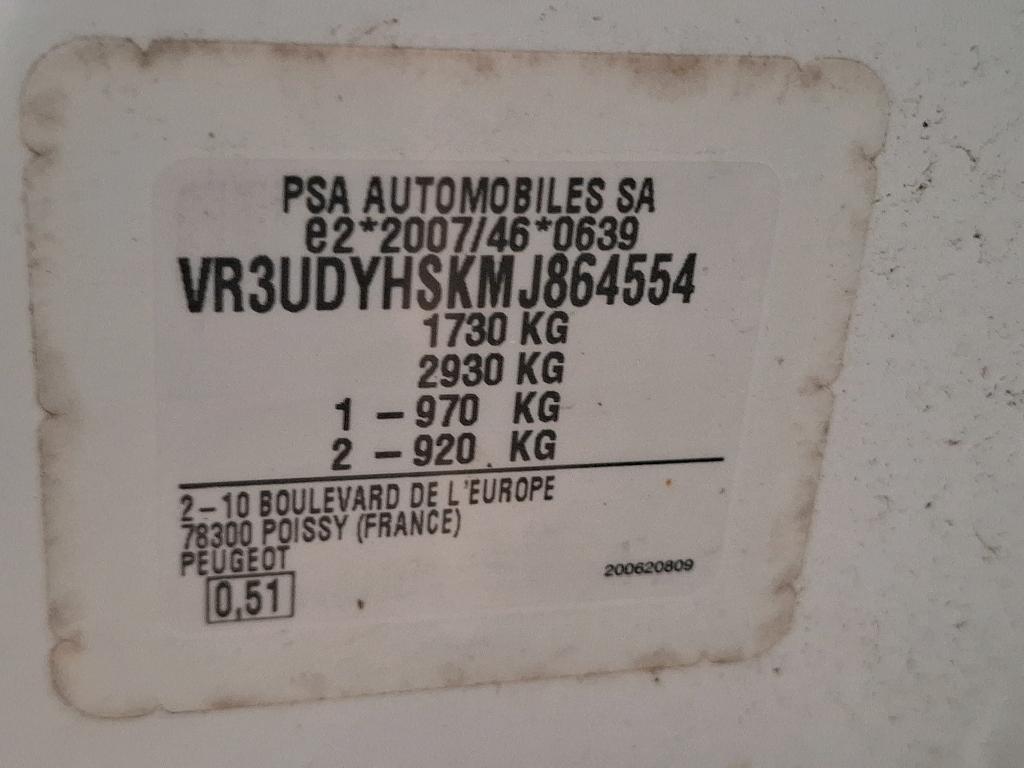 PSA AUTOMOBILES SA
e2*2007/46*0639
VR3UDYHSKMJ864554
1730 KG
2930 KG
1 – 970 KG
2 – 920 KG
2–10 BOULEVARD DE L'EUROPE
78300 POISSY (FRANCE)
PEUGEOT
200620809
0,51